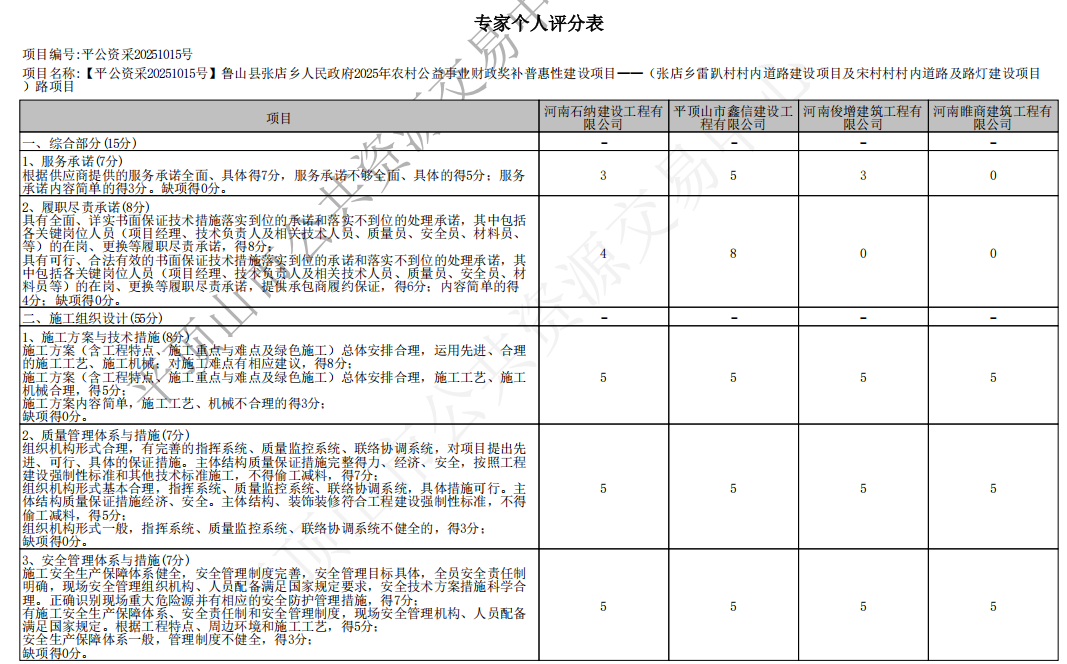 专家个人评分表
项目编号:平公资采20251015号
项目名称:【平公资采20251015号】鲁山县张店乡人民政府2025年农村公益事业财政奖补普惠性建设项目——（张店乡雷趴村村内道路建设项目及宋村村村内道路及路灯建设项目
）路项目
项目
河南石纳建设工程有
限公司
平顶山市鑫信建设工
程有限公司
河南俊增建筑工程有
限公司
河南睢商建筑工程有
限公司
一、综合部分(15分)
-
-
-
-
1、服务承诺(7分)
根据供应商提供的服务承诺全面、具体得7分，服务承诺不够全面、具体的得5分；服务
承诺内容简单的得3分。缺项得0分。
3
5
3
0
2、履职尽责承诺(8分)
具有全面、详实书面保证技术措施落实到位的承诺和落实不到位的处理承诺，其中包括
各关键岗位人员（项目经理、技术负责人及相关技术人员、质量员、安全员、材料员、
等）的在岗、更换等履职尽责承诺，得8分；
具有可行、合法有效的书面保证技术措施落实到位的承诺和落实不到位的处理承诺，其
中包括各关键岗位人员（项目经理、技术负责人及相关技术人员、质量员、安全员、材
料员等）的在岗、更换等履职尽责承诺，提供承包商履约保证，得6分；内容简单的得
4分；缺项得0分。
4
8
0
0
二、施工组织设计(55分)
-
-
-
-
1、施工方案与技术措施(8分)
施工方案（含工程特点、施工重点与难点及绿色施工）总体安排合理，运用先进、合理
的施工工艺、施工机械；对施工难点有相应建议，得8分；
施工方案（含工程特点、施工重点与难点及绿色施工）总体安排合理，施工工艺、施工
机械合理，得5分；
施工方案内容简单，施工工艺、机械不合理的得3分；
缺项得0分。
5
5
5
5
2、质量管理体系与措施(7分)
组织机构形式合理，有完善的指挥系统、质量监控系统、联络协调系统，对项目提出先
进、可行、具体的保证措施。主体结构质量保证措施完整得力、经济、安全，按照工程
建设强制性标准和其他技术标准施工，不得偷工减料，得7分；
组织机构形式基本合理，指挥系统、质量监控系统、联络协调系统，具体措施可行。主
体结构质量保证措施经济、安全。主体结构、装饰装修符合工程建设强制性标准，不得
偷工减料，得5分；
组织机构形式一般，指挥系统、质量监控系统、联络协调系统不健全的，得3分；
缺项得0分。
5
5
5
5
3、安全管理体系与措施(7分)
施工安全生产保障体系健全，安全管理制度完善，安全管理目标具体，全员安全责任制
明确，现场安全管理组织机构、人员配备满足国家规定要求，安全技术方案措施科学合
理。正确识别现场重大危险源并有相应的安全防护管理措施，得7分；
有施工安全生产保障体系、安全责任制和安全管理制度，现场安全管理机构、人员配备
满足国家规定。根据工程特点、周边环境和施工工艺，得5分；
安全生产保障体系一般，管理制度不健全，得3分；
缺项得0分。
5
5
5
5
平顶山市公共资源交易中
顶山市公共资源交易中心